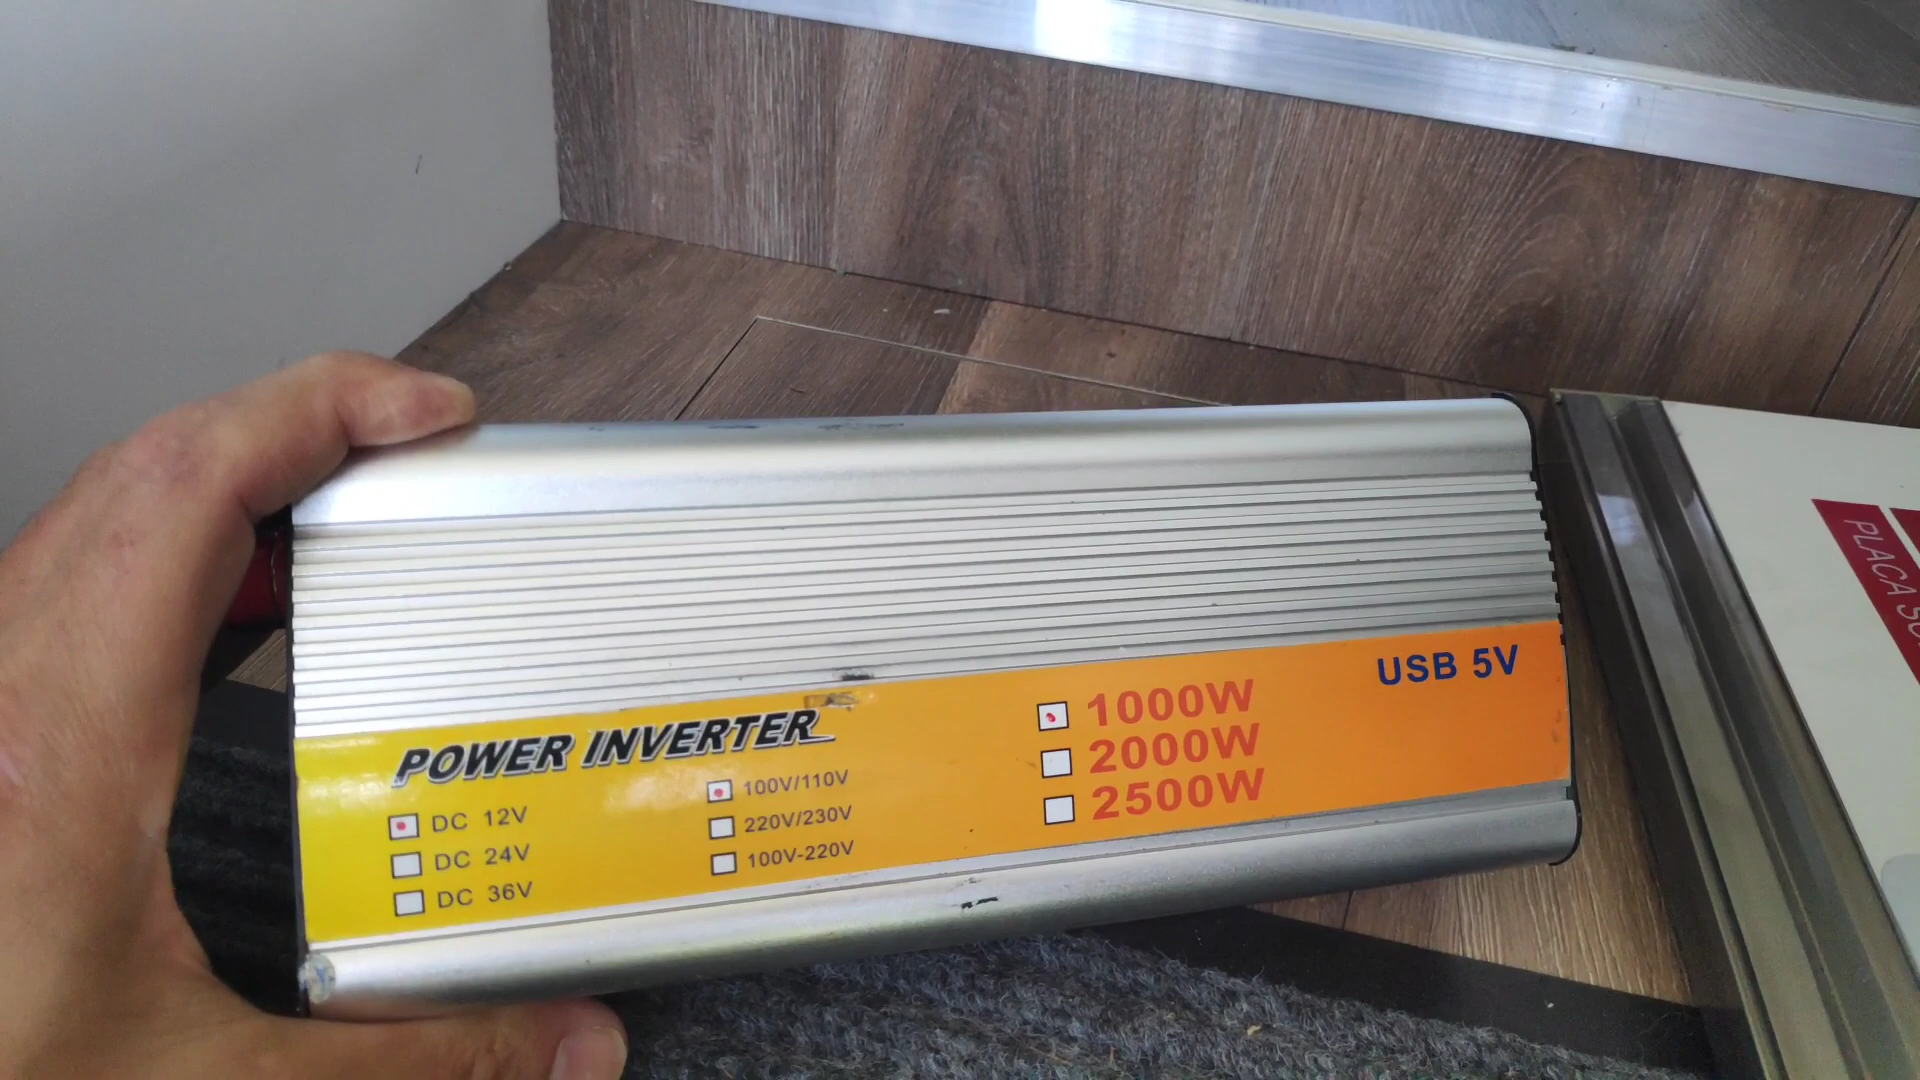 POWER INVERTER
DC 12V
DC 24V
DC 36V
100V/110V
220V/230V
100V-220V
1000W
2000W
2500W
USB 5V
PLACA